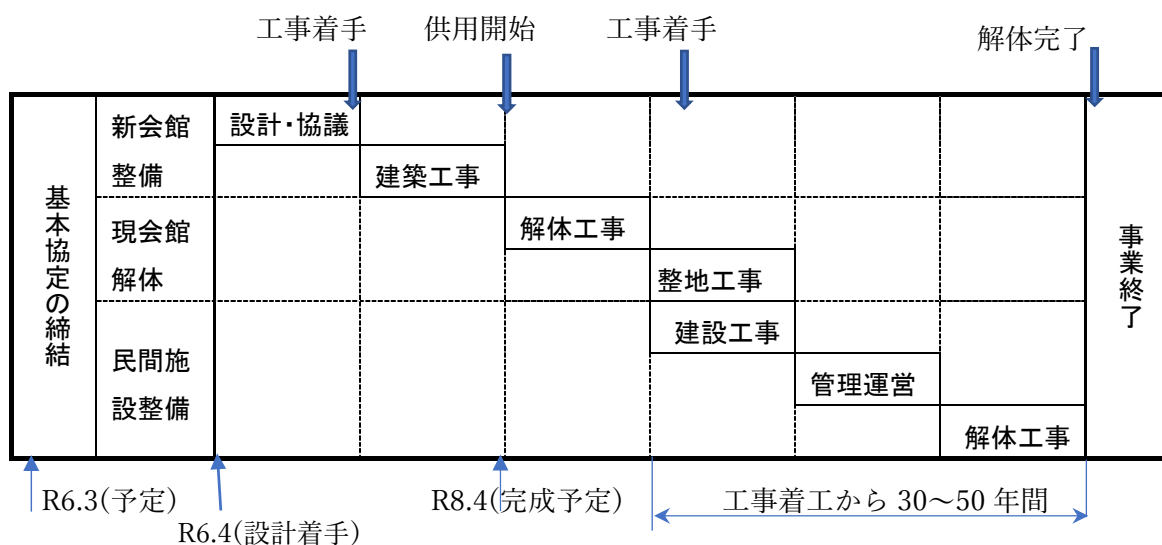 工事着手
供用開始
工事着手
解体完了
基本協定の締結
新会館
整備
設計・協議
建築工事
現会館
解体
解体工事
整地工事
民間施
設整備
建設工事
管理運営
解体工事
事業終了
R6.3(予定)
R6.4(設計着手)
R8.4(完成予定)
工事着工から 30～50 年間